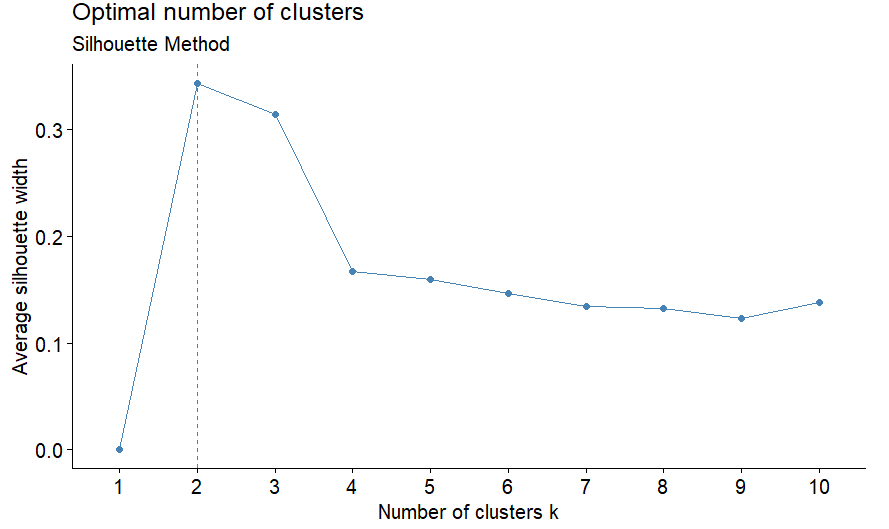 Optimal number of clusters
Silhouette Method
Average silhouette width
0.3
0.2
0.1
0.0
1 2 3 4 5 6 7 8 9 10
Number of clusters k